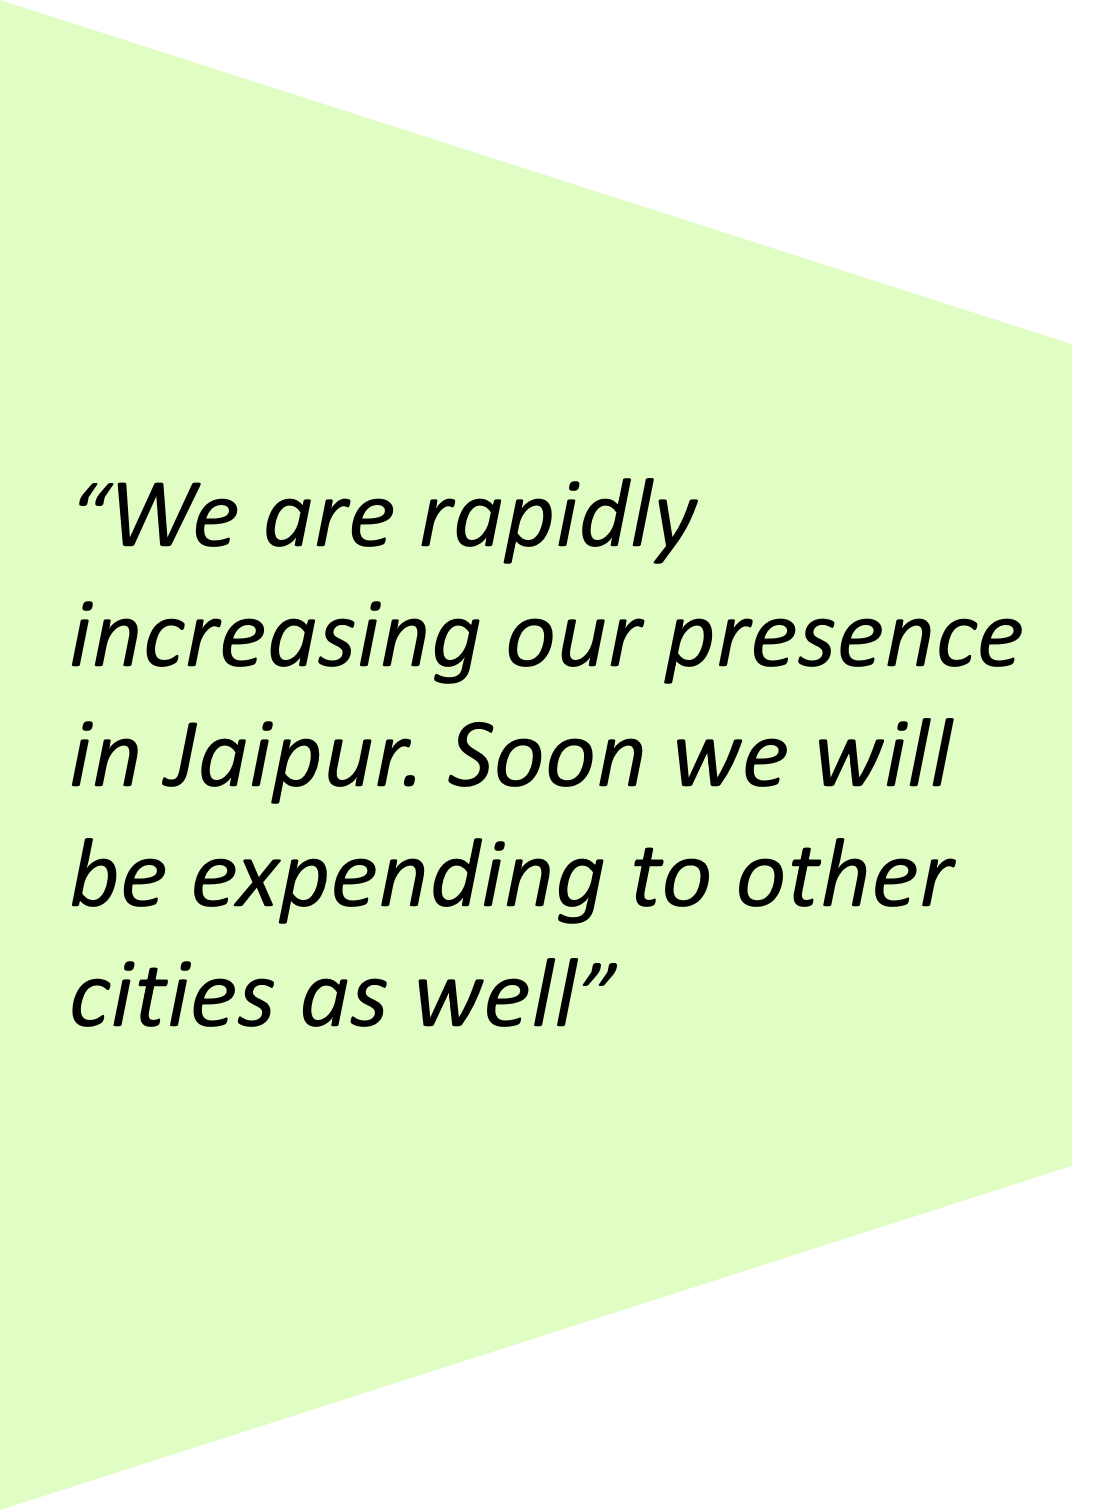 “We are rapidly
increasing our presence
in Jaipur. Soon we will
be expending to other
cities as well”